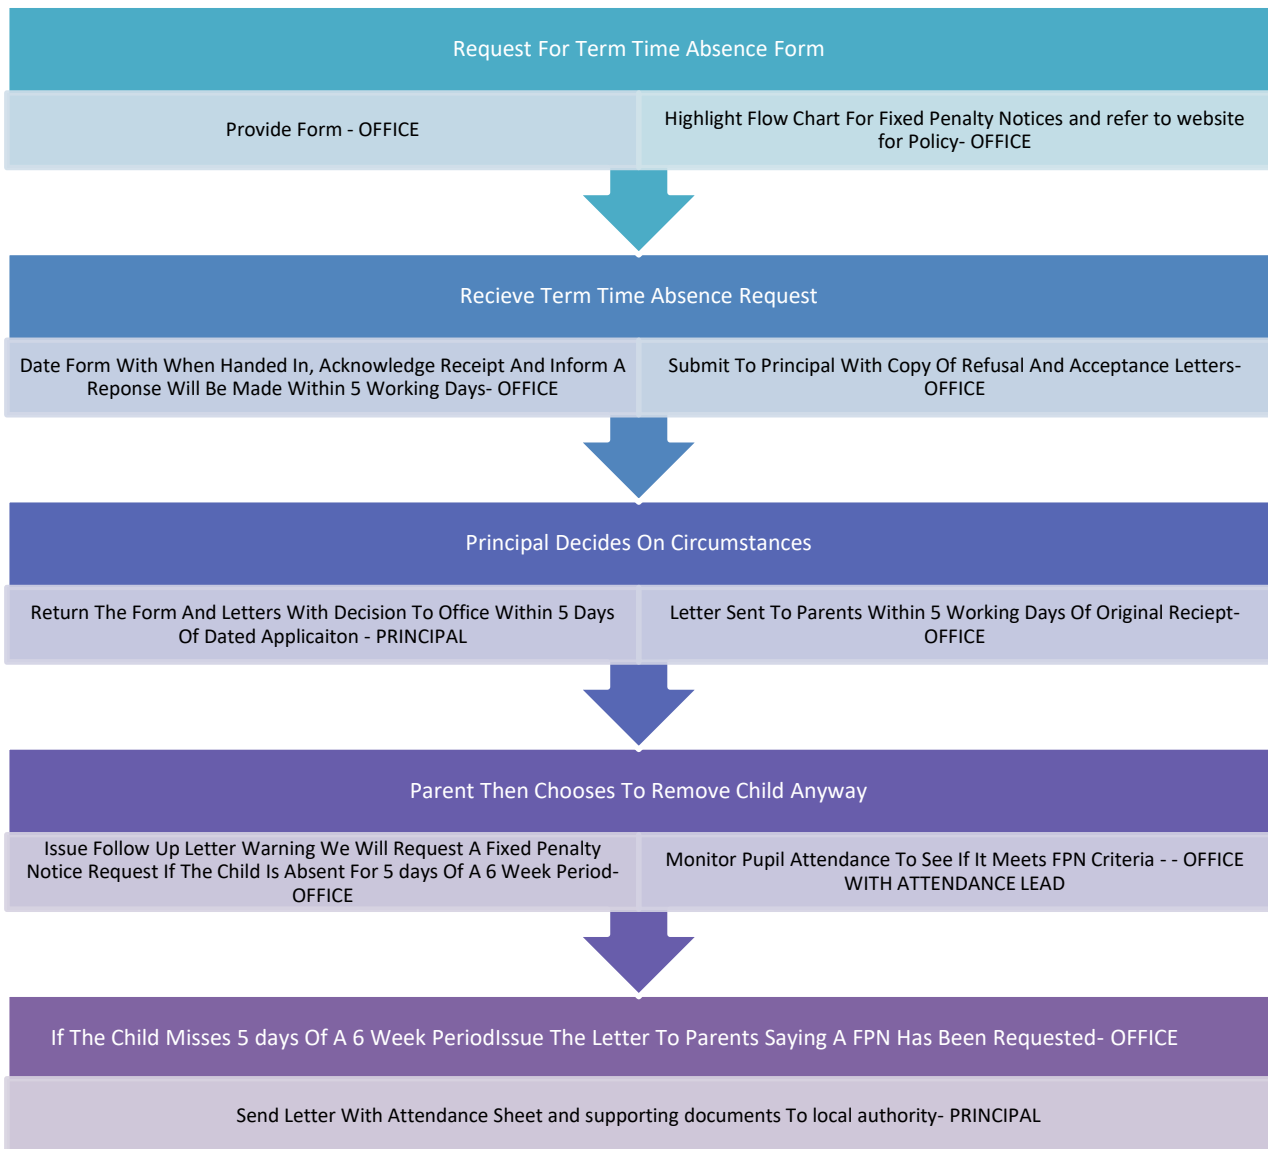 Request For Term Time Absence Form
Provide Form - OFFICE
Highlight Flow Chart For Fixed Penalty Notices and refer to website
for Policy- OFFICE
Recieve Term Time Absence Request
Date Form With When Handed In, Acknowledge Receipt And Inform A
Reponse Will Be Made Within 5 Working Days- OFFICE
Submit To Principal With Copy Of Refusal And Acceptance Letters-
OFFICE
Principal Decides On Circumstances
Return The Form And Letters With Decision To Office Within 5 Days
Of Dated Applicaiton - PRINCIPAL
Letter Sent To Parents Within 5 Working Days Of Original Reciept-
OFFICE
Parent Then Chooses To Remove Child Anyway
Issue Follow Up Letter Warning We Will Request A Fixed Penalty
Notice Request If The Child Is Absent For 5 days Of A 6 Week Period-
OFFICE
Monitor Pupil Attendance To See If It Meets FPN Criteria - - OFFICE
WITH ATTENDANCE LEAD
If The Child Misses 5 days Of A 6 Week PeriodIssue The Letter To Parents Saying A FPN Has Been Requested- OFFICE
Send Letter With Attendance Sheet and supporting documents To local authority- PRINCIPAL